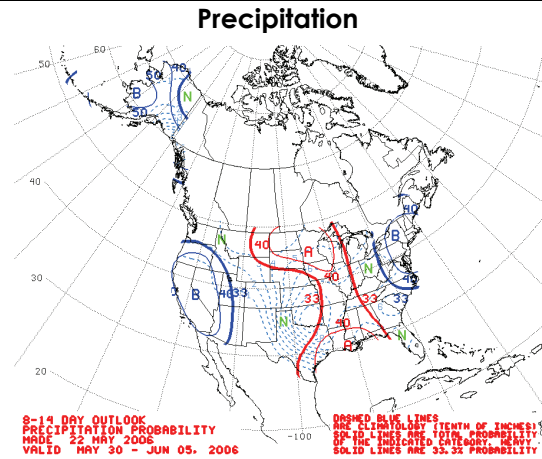 Precipitation
60
50
50
40
B
N
50
40
40
40
N
40
A
B
30
B
40
33
40
33
N
33
40
33
N
40
A
N
20
-100
8-14 DAY OUTLOOK
PRECIPITATION PROBABILITY
MADE 22 MAY 2006
VALID MAY 30 - JUN 05, 2006
DASHED BLUE LINES
ARE CLIMATOLOGY (TENTH OF INCHES)
SOLID LINES ARE TOTAL PROBABILITY
OF THE INDICATED CATEGORY. HEAVY
SOLID LINES ARE 33.3% PROBABILITY